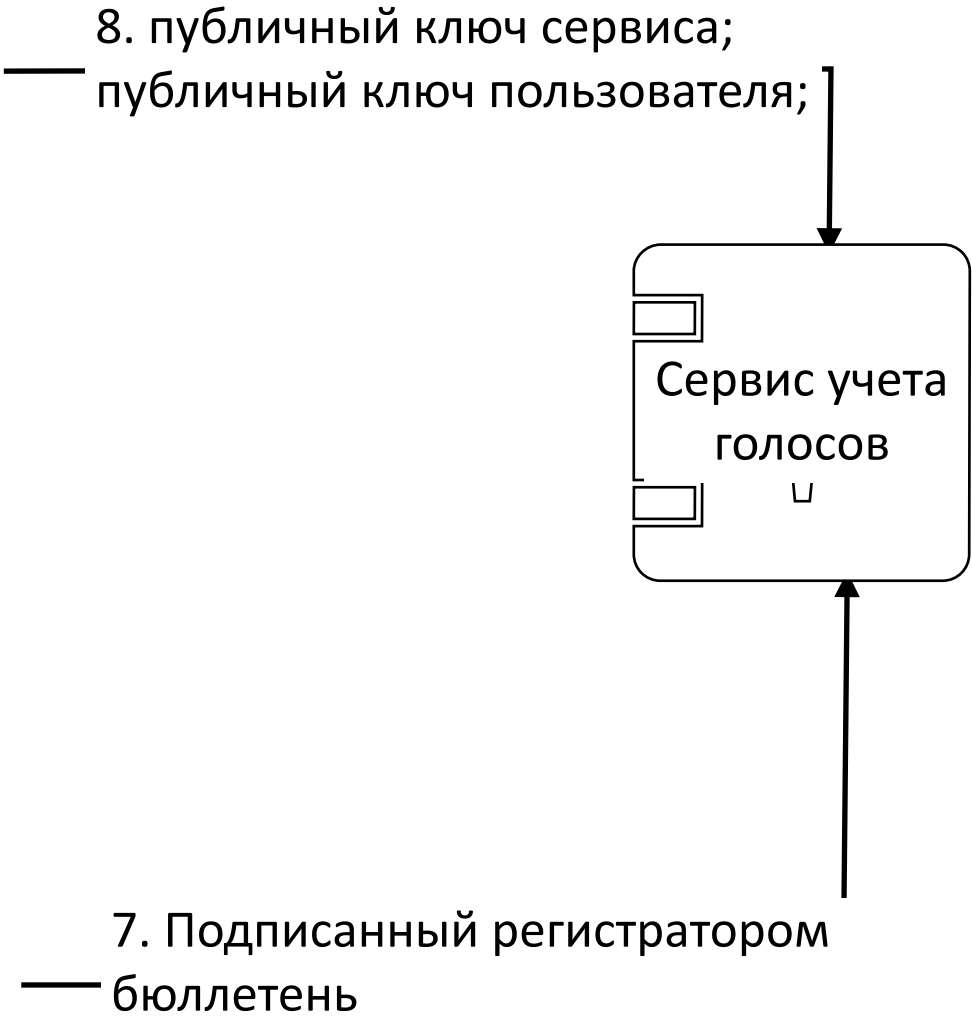 8. публичный ключ сервиса;
публичный ключ пользователя;
Сервис учета
голосов
7. Подписанный регистратором
бюллетень